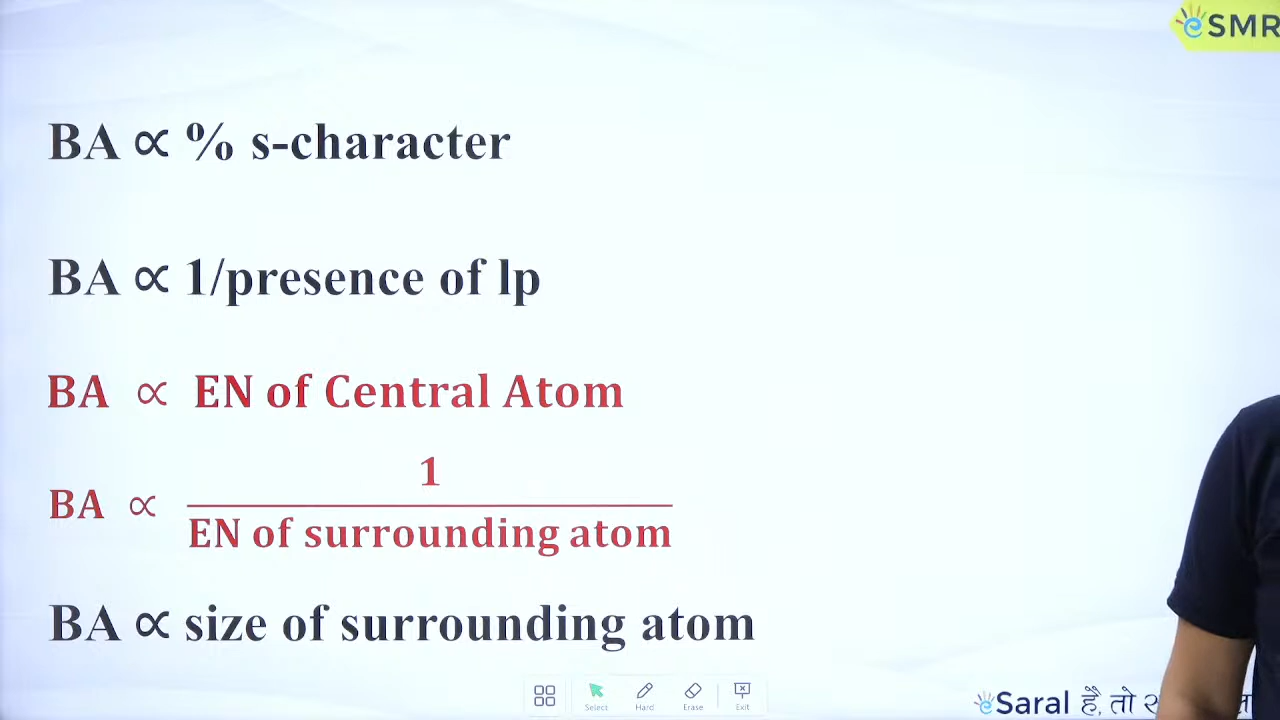 eSMR
BA ∝ % s-character
BA ∝ 1/presence of lp
BA ∝ EN of Central Atom
BA ∝ 1
EN of surrounding atom
BA ∝ size of surrounding atom
Select Hard Erase Exit
eSaral है, तो